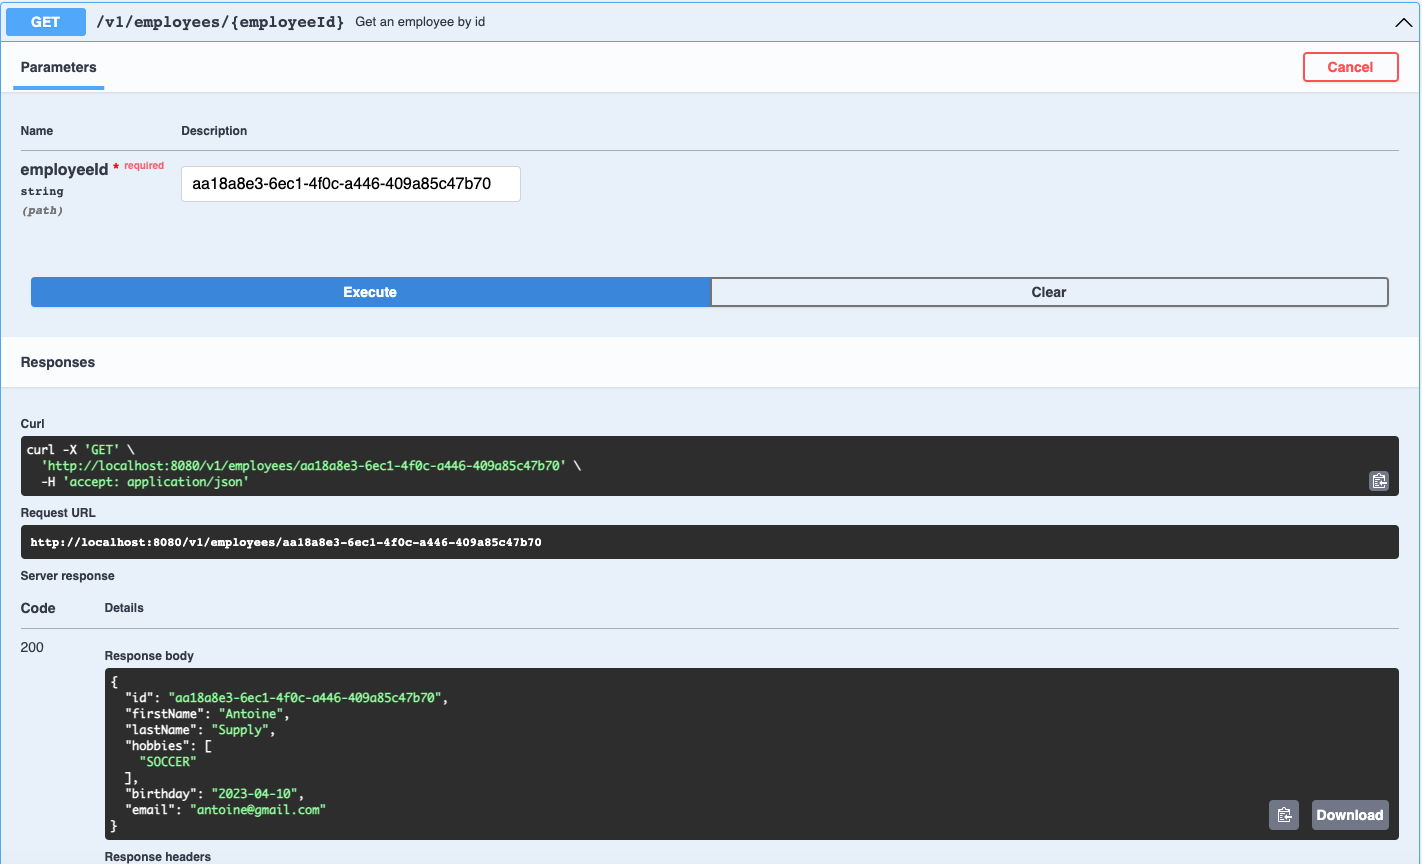 GET /v1/employees/{employeeId} Get an employee by id
Parameters
Cancel
Name Description
employeeId * required
string
(path)
aa18a8e3-6ec1-4f0c-a446-409a85c47b70
Execute Clear
Responses
Curl
curl -X 'GET' \
  'http://localhost:8080/v1/employees/aa18a8e3-6ec1-4f0c-a446-409a85c47b70' \
  -H 'accept: application/json'
Request URL
http://localhost:8080/v1/employees/aa18a8e3-6ec1-4f0c-a446-409a85c47b70
Server response
Code Details
200
Response body
{
  "id": "aa18a8e3-6ec1-4f0c-a446-409a85c47b70",
  "firstName": "Antoine",
  "lastName": "Supply",
  "hobbies": [
    "SOCCER"
  ],
  "birthday": "2023-04-10",
  "email": "antoine@gmail.com"
}
Download
Response headers